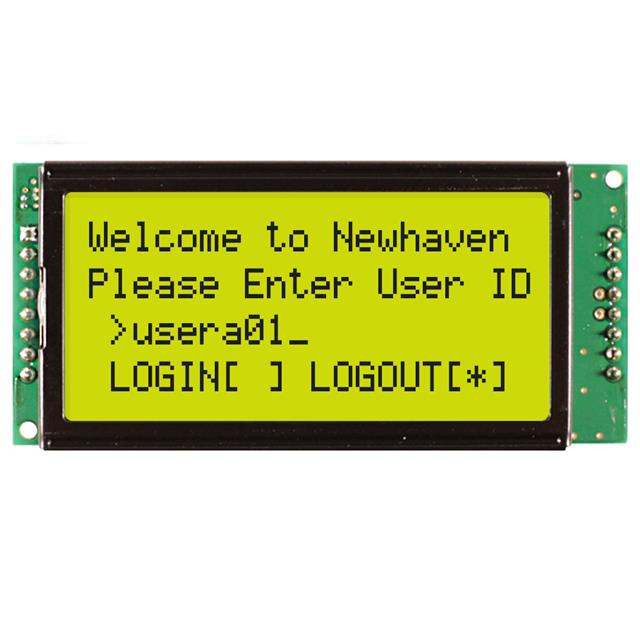 Welcome to Newhaven
Please Enter User ID
>usera01_
LOGIN[ ] LOGOUT[*]